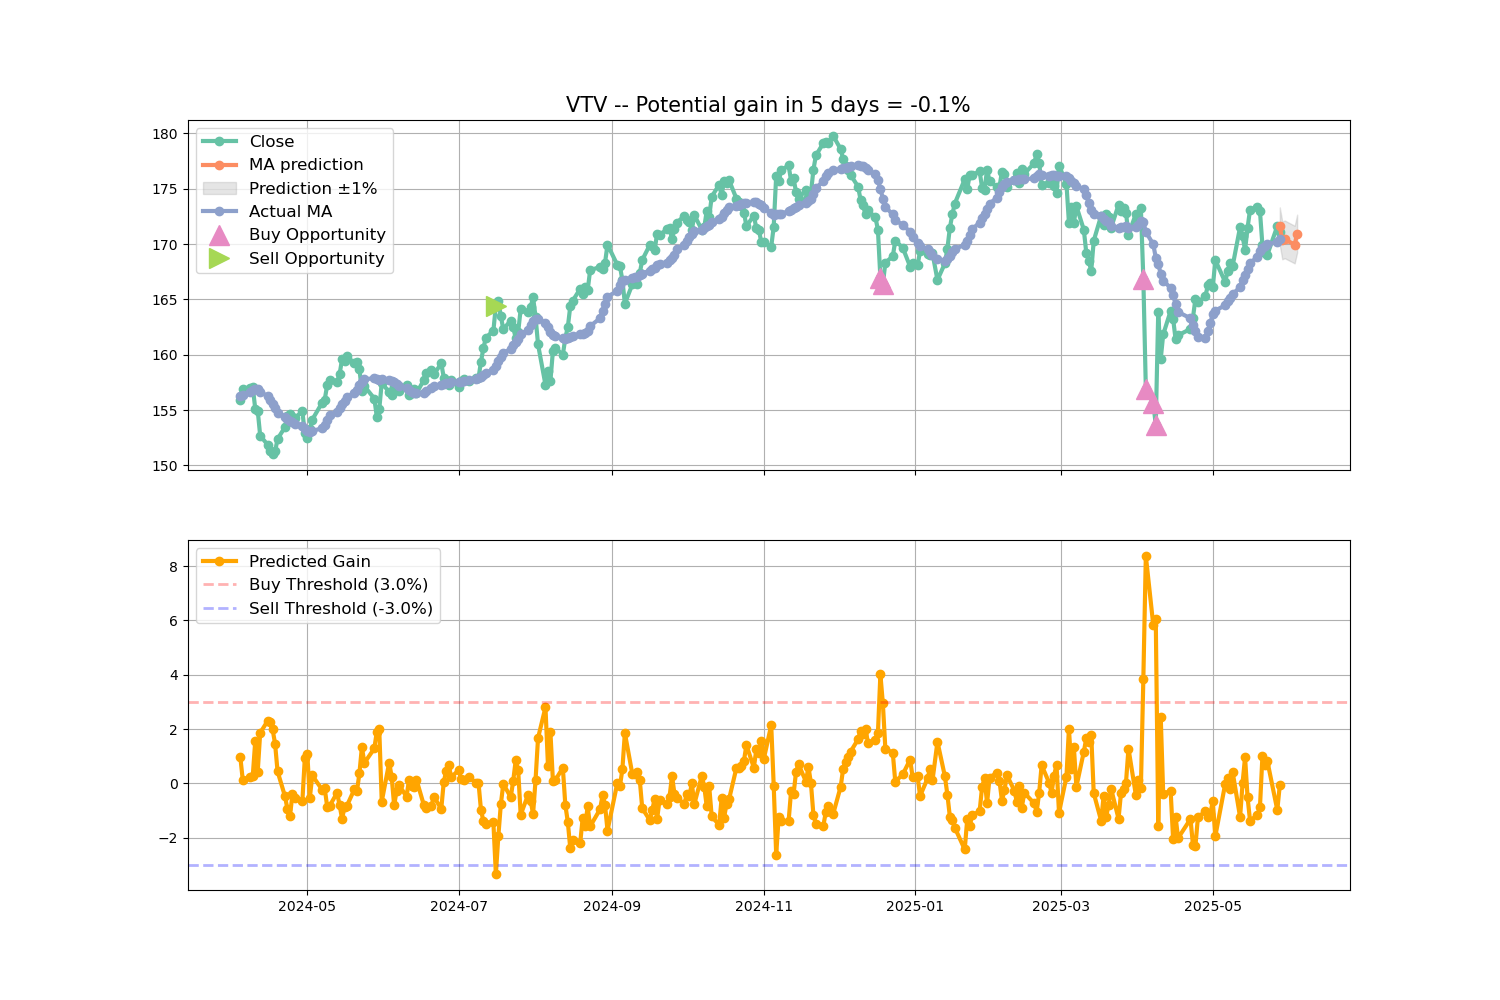 VTV -- Potential gain in 5 days = -0.1%
180
175
170
165
160
155
150
Close
MA prediction
Prediction ±1%
Actual MA
Buy Opportunity
Sell Opportunity
8
6
4
2
0
−2
Predicted Gain
Buy Threshold (3.0%)
Sell Threshold (-3.0%)
2024-05
2024-07
2024-09
2024-11
2025-01
2025-03
2025-05